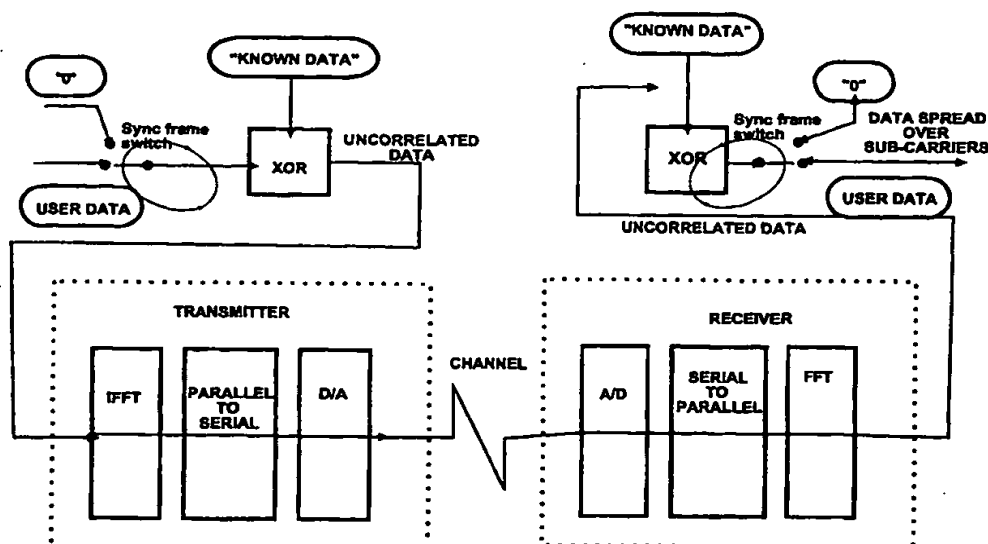 "KNOWN DATA"
"0"
Sync frame
switch
XOR
UNCORRELATED
DATA
USER DATA
"KNOWN DATA"
"0"
Sync frame
switch
XOR
DATA SPREAD
OVER
SUB-CARRIERS
USER DATA
UNCORRELATED DATA
TRANSMITTER
IFFT
PARALLEL
TO
SERIAL
D/A
CHANNEL
RECEIVER
A/D
SERIAL
TO
PARALLEL
FFT